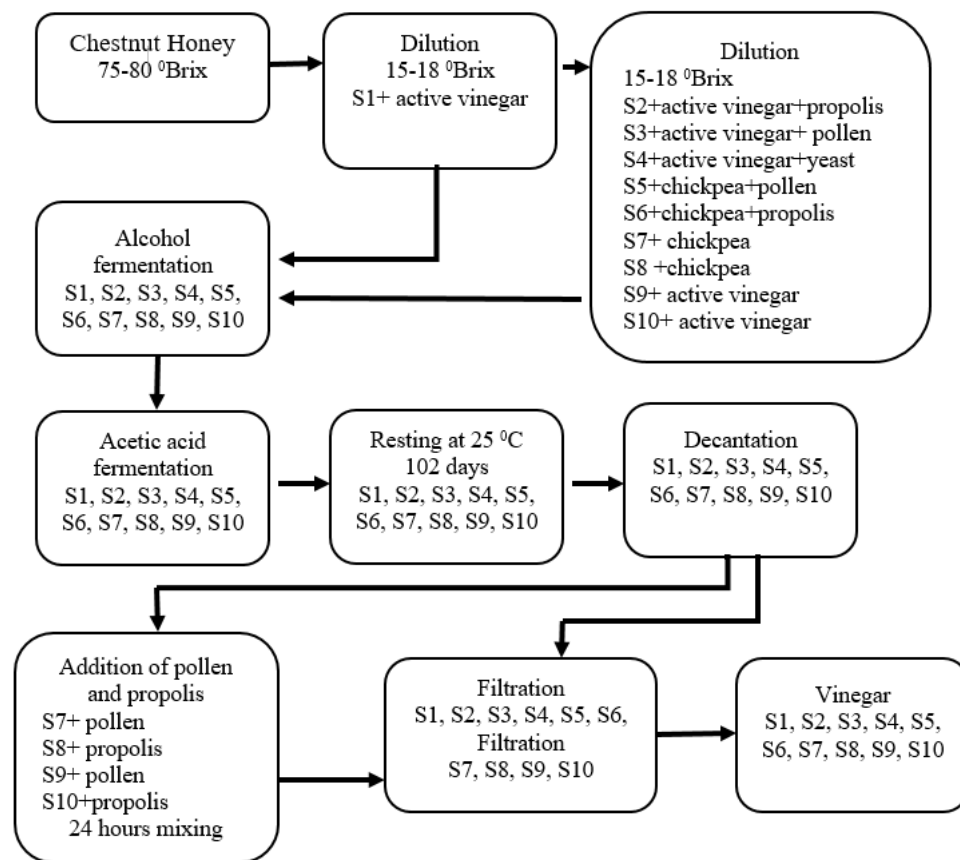 Chestnut Honey
75-80 ⁰Brix
Dilution
15-18 ⁰Brix
S1+ active vinegar
Dilution
15-18 ⁰Brix
S2+active vinegar+propolis
S3+active vinegar+ pollen
S4+active vinegar+yeast
S5+chickpea+pollen
S6+chickpea+propolis
S7+ chickpea
S8 +chickpea
S9+ active vinegar
S10+ active vinegar
Alcohol
fermentation
S1, S2, S3, S4, S5,
S6, S7, S8, S9, S10
Acetic acid
fermentation
S1, S2, S3, S4, S5,
S6, S7, S8, S9, S10
Resting at 25 ⁰C
102 days
S1, S2, S3, S4, S5,
S6, S7, S8, S9, S10
Decantation
S1, S2, S3, S4, S5,
S6, S7, S8, S9, S10
Addition of pollen
and propolis
S7+ pollen
S8+ propolis
S9+ pollen
S10+propolis
24 hours mixing
Filtration
S1, S2, S3, S4, S5, S6,
Filtration
S7, S8, S9, S10
Vinegar
S1, S2, S3, S4, S5,
S6, S7, S8, S9, S10